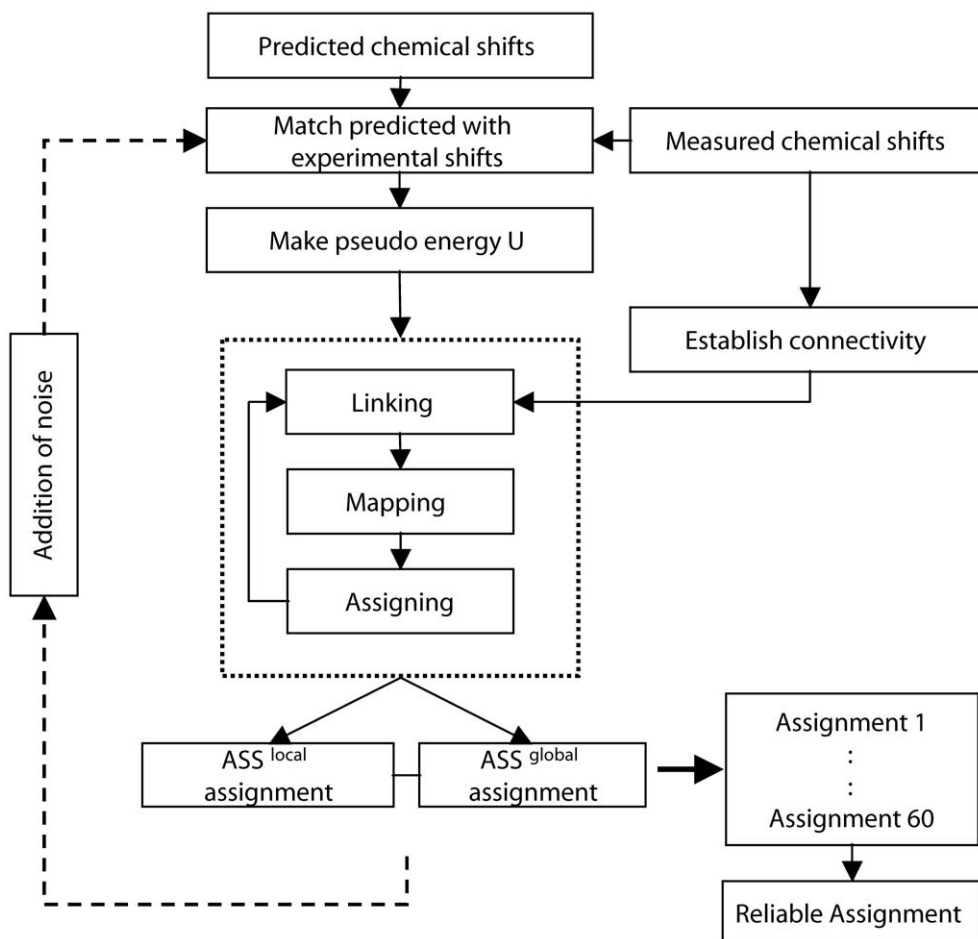 Predicted chemical shifts
Match predicted with
experimental shifts
Measured chemical shifts
Make pseudo energy U
Establish connectivity
Addition of noise
Linking
Mapping
Assigning
ASS local
assignment
ASS global
assignment
Assignment 1
:
:
Assignment 60
Reliable Assignment